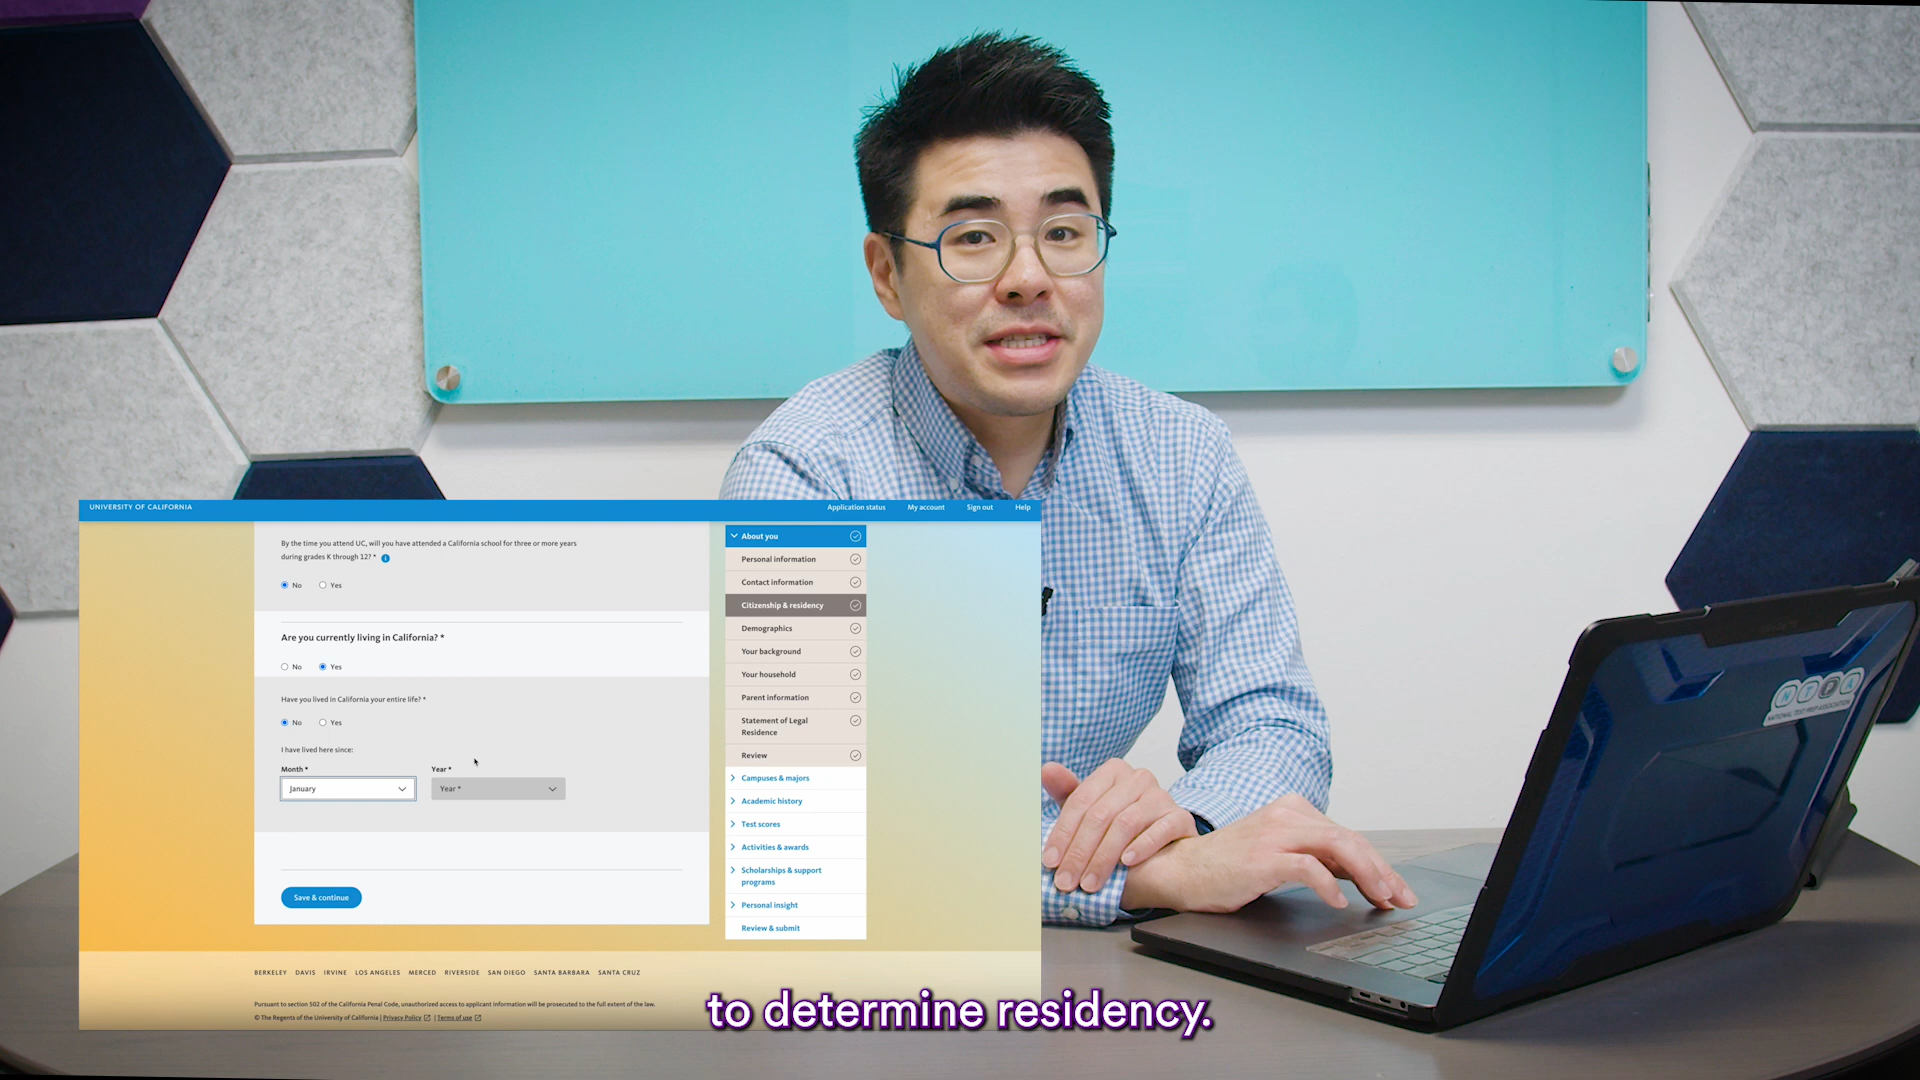 UNIVERSITY OF CALIFORNIA
Application status My account Sign out Help
By the time you attend UC, will you have attended a California school for three or more years
during grades K through 12? *
No Yes
Are you currently living in California? *
No Yes
Have you lived in California your entire life? *
No Yes
I have lived here since:
Month * Year *
January Year *
Save & continue
About you
Personal information
Contact information
Citizenship & residency
Demographics
Your background
Your household
Parent information
Statement of Legal
Residence
Review
Campuses & majors
Academic history
Test scores
Activities & awards
Scholarships & support
programs
Personal insight
Review & submit
BERKELEY DAVIS IRVINE LOS ANGELES MERCED RIVERSIDE SAN DIEGO SANTA BARBARA SANTA CRUZ
Pursuant to section 502 of the California Penal Code, unauthorized access to applicant information will be prosecuted to the full extent of the law.
© The Regents of the University of California | Privacy Policy | Terms of use
NTPA
NATIONAL TEST PREP ASSOCIATION
to determine residency.